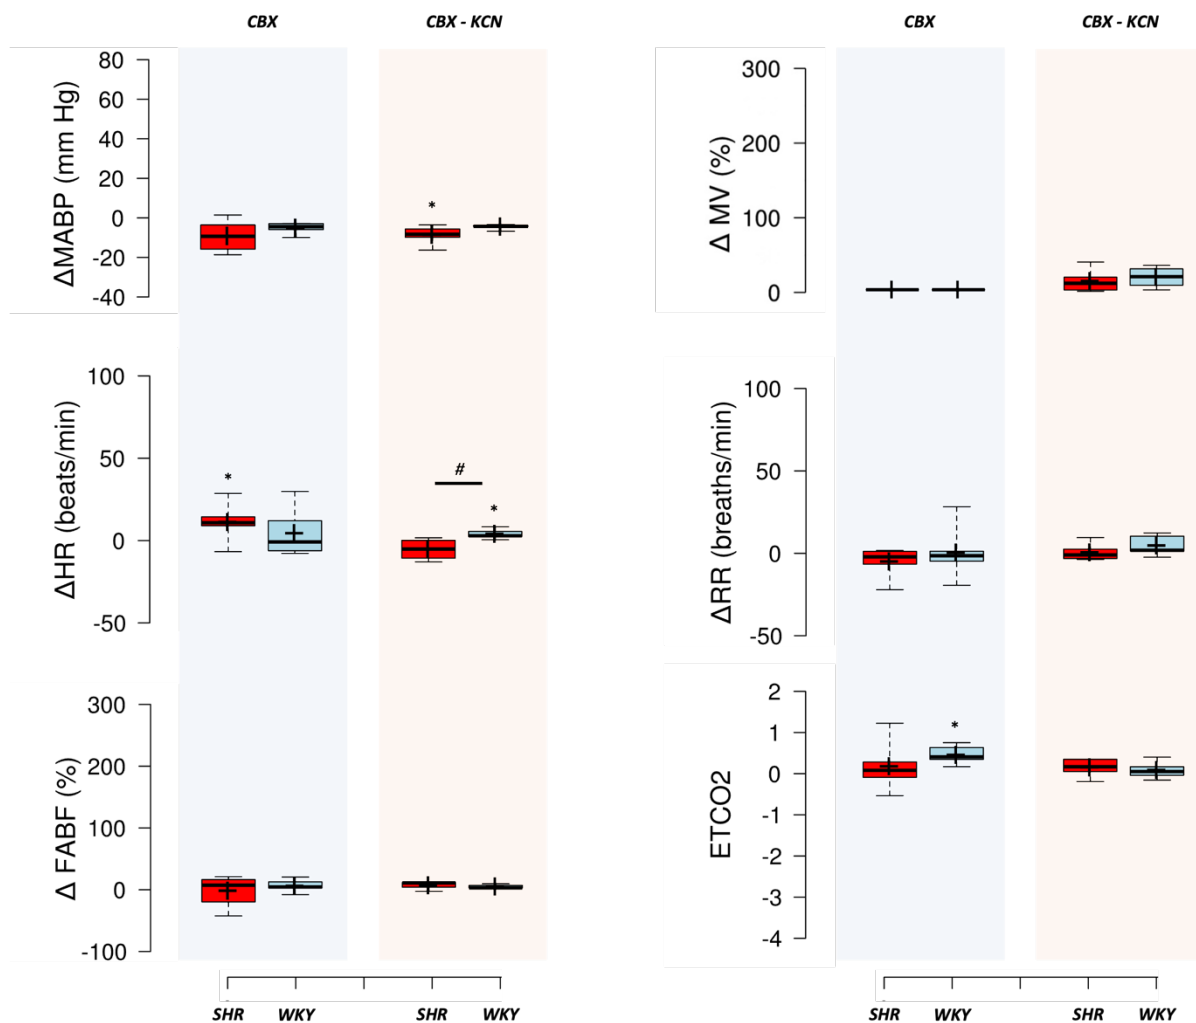 CBX
CBX - KCN
CBX
CBX - KCN
ΔMABP (mm Hg)
80
60
40
20
0
-20
-40
*
Δ MV (%)
300
200
100
0
ΔHR (beats/min)
100
50
0
-50
*
#
*
ΔRR (breaths/min)
100
50
0
-50
Δ FABF (%)
300
200
100
0
-100
ETCO2
2
1
0
-1
-2
-3
-4
*
SHR
WKY
SHR
WKY
SHR
WKY
SHR
WKY